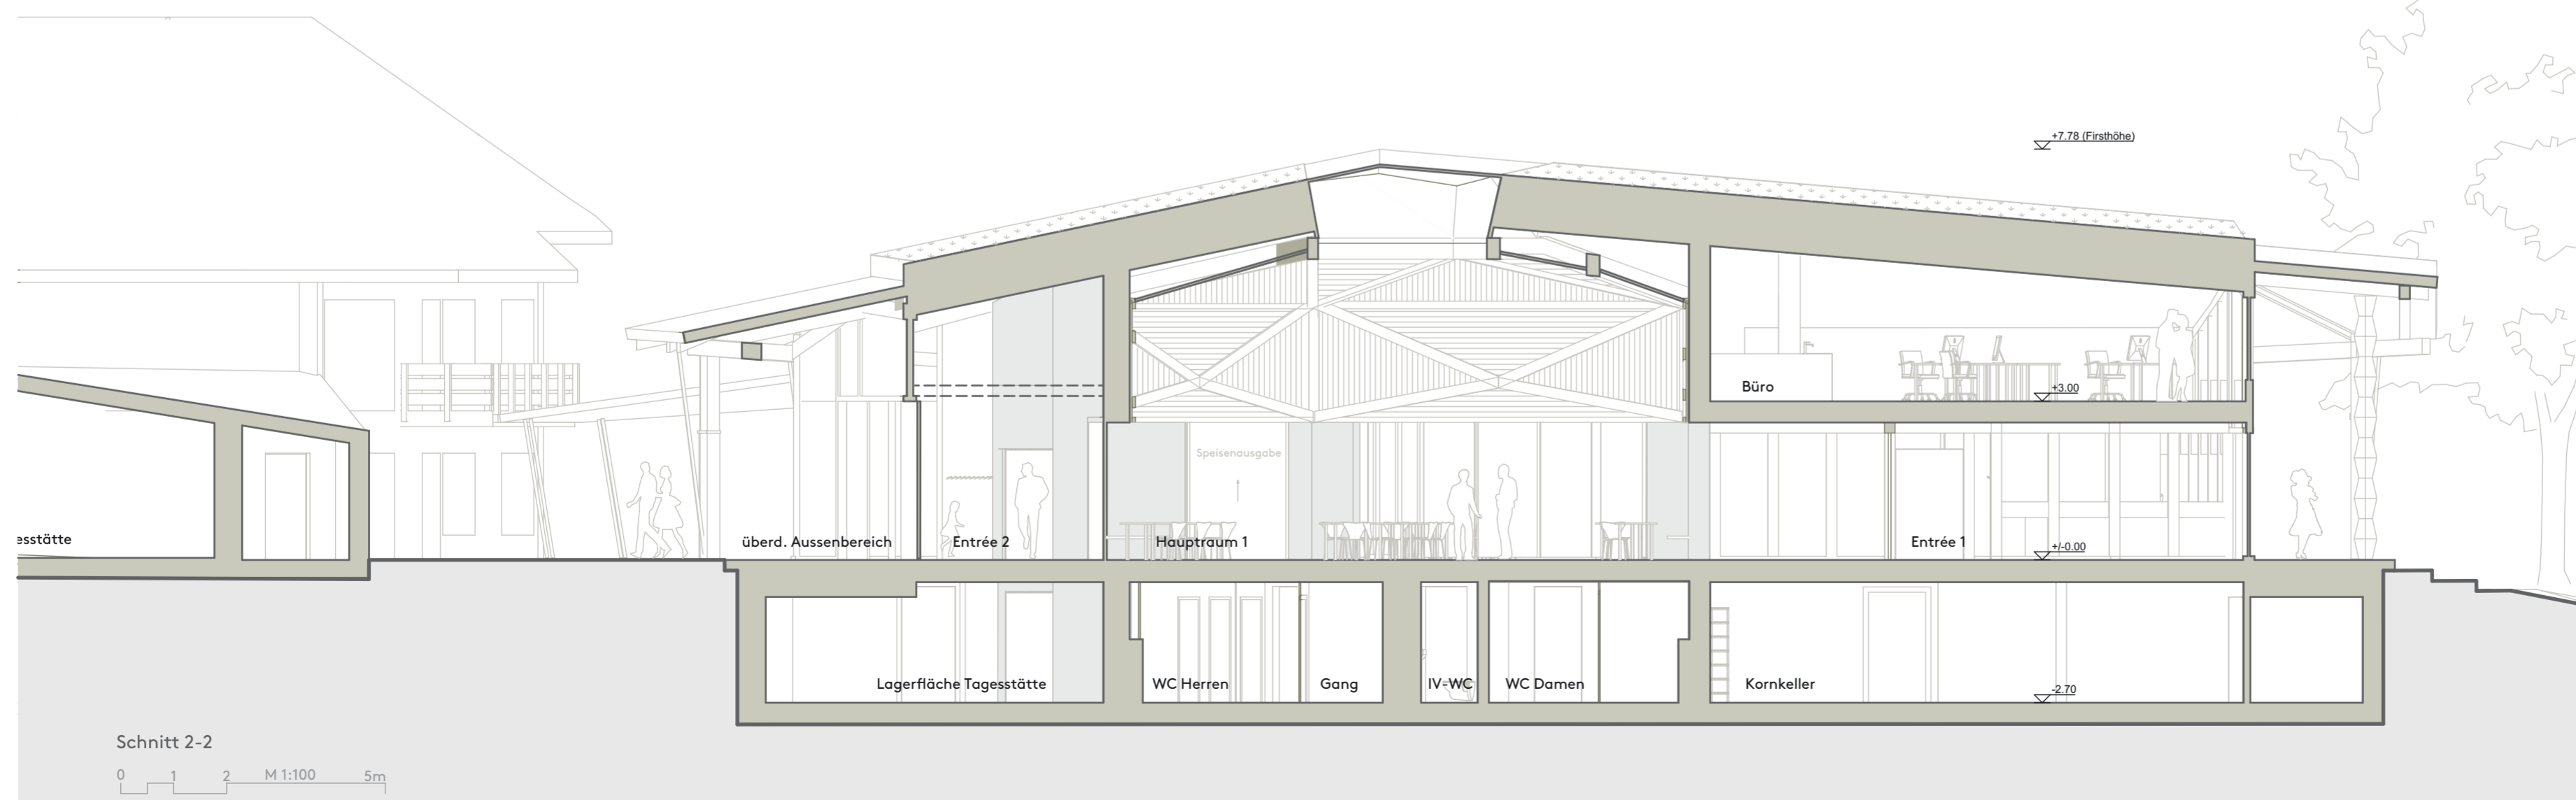 +7.78 (Firsthöhe)
Büro
+3.00
Speisenausgabe
esstätte
überd. Aussenbereich
Entrée 2
Hauptraum 1
Entrée 1
+/-0.00
Lagerfläche Tagesstätte
WC Herren
Gang
IV-WC
WC Damen
Kornkeller
-2.70
Schnitt 2-2
0 1 2 M 1:100 5m